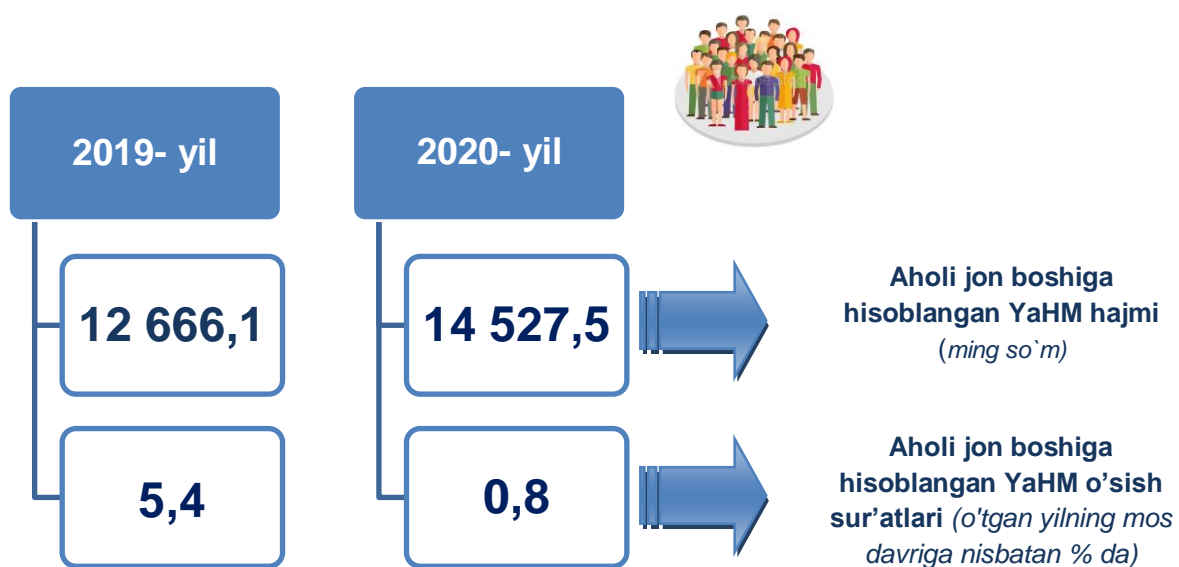 2019- yil
2020- yil
12 666,1
14 527,5
Aholi jon boshiga
hisoblangan YaHM hajmi
(ming so`m)
5,4
0,8
Aholi jon boshiga
hisoblangan YaHM o’sish
sur’atlari (o'tgan yilning mos
davriga nisbatan % da)